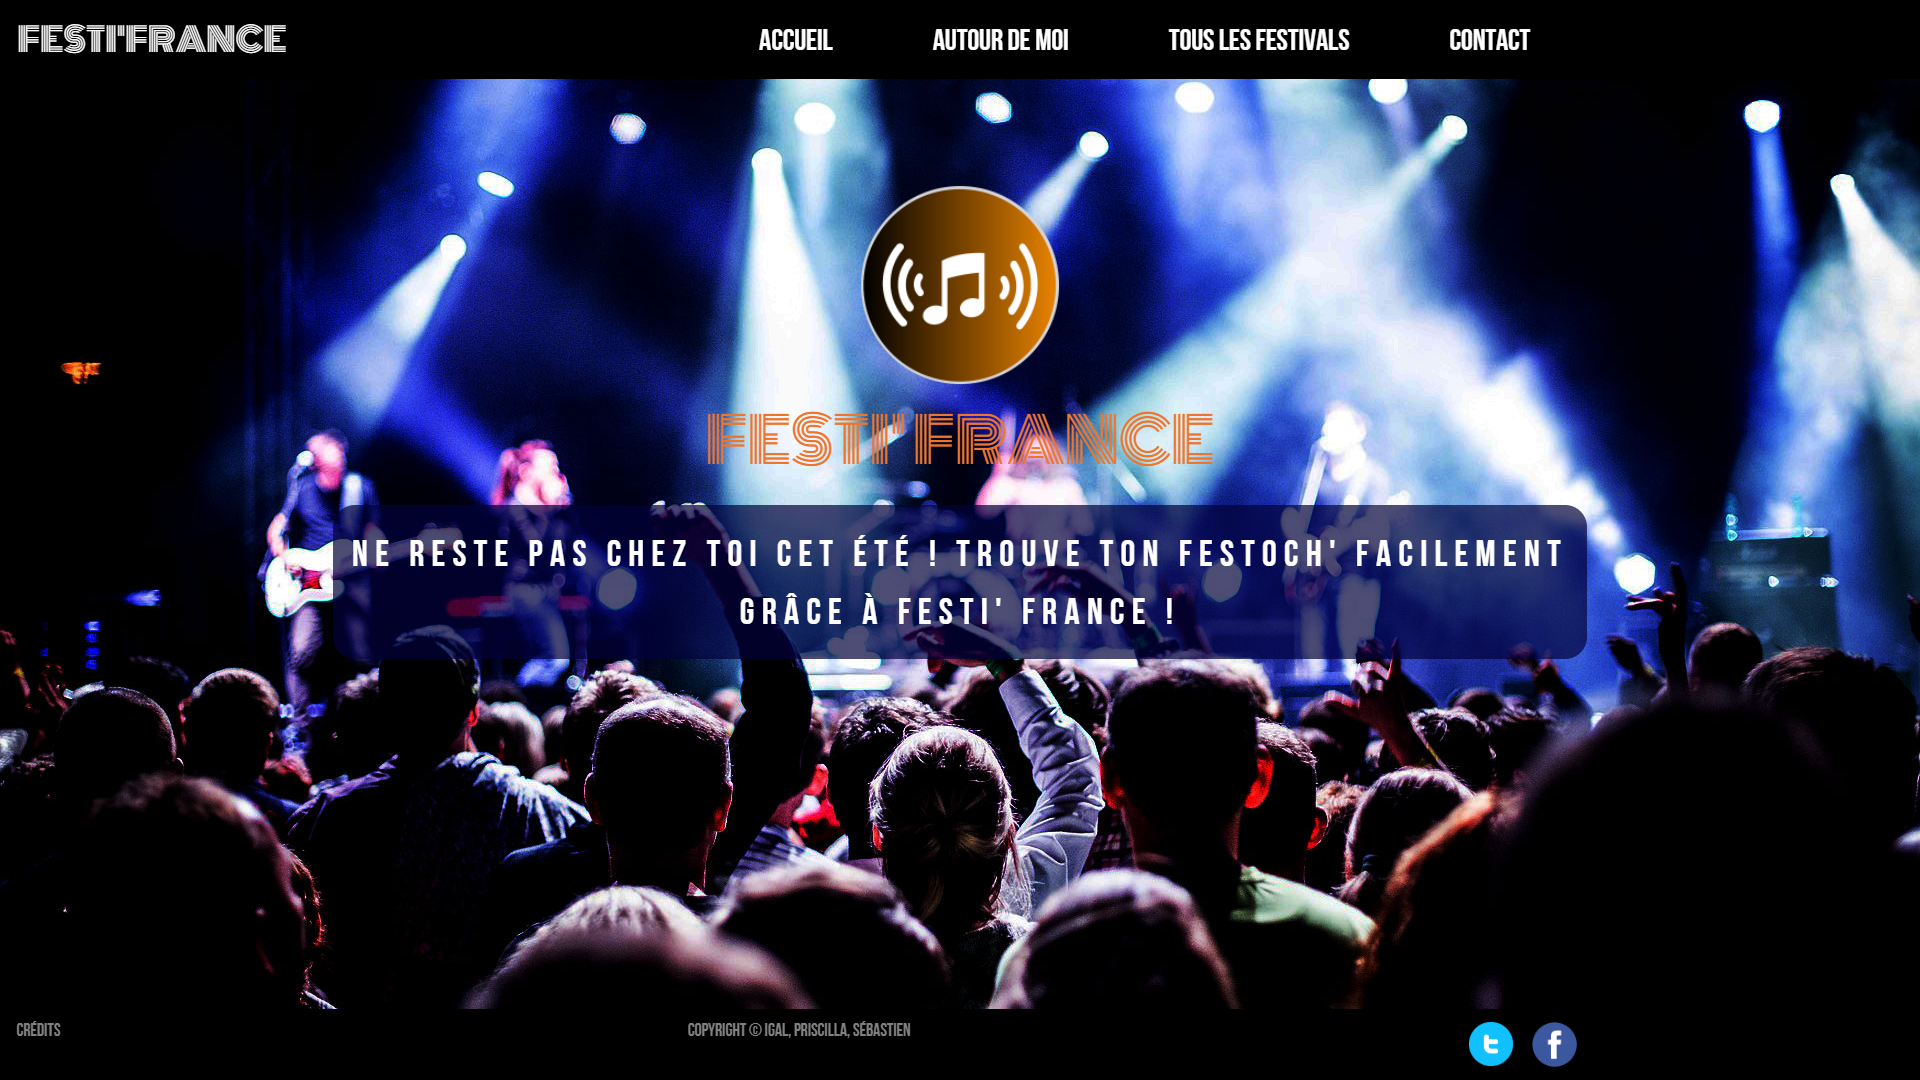 FESTI'FRANCE
ACCUEIL
AUTOUR DE MOI
TOUS LES FESTIVALS
CONTACT
FESTI' FRANCE
NE RESTE PAS CHEZ TOI CET ÉTÉ ! TROUVE TON FESTOCH' FACILEMENT
GRÂCE À FESTI' FRANCE !
CRÉDITS
COPYRIGHT © IGAL, PRISCILLA, SÉBASTIEN